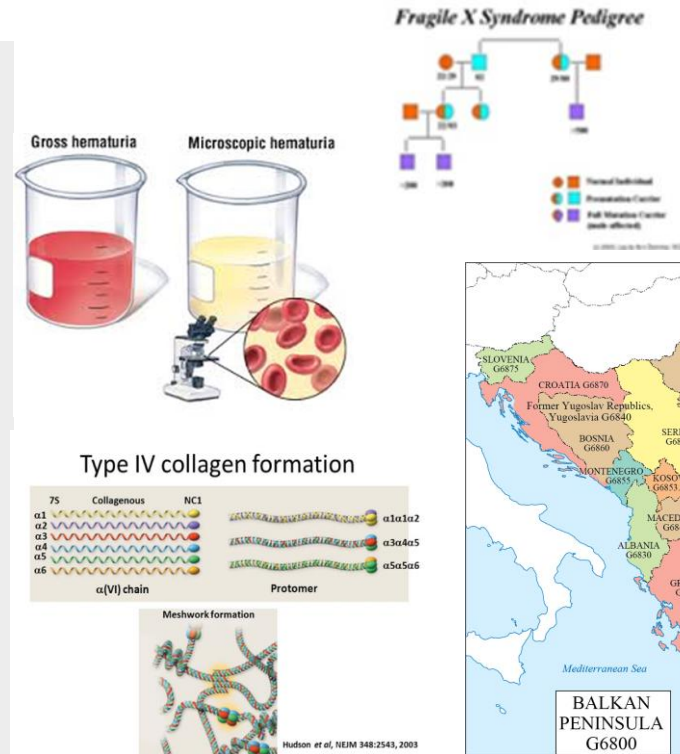 Fragile X Syndrome Pedigree
Normal Individual
Premutation Carrier
Full Mutation Carrier
(male affected)
Gross hematuria
Microscopic hematuria
Type IV collagen formation
7S Collagenous NC1
α1
α2
α3
α4
α5
α6
α1α1α2
α3α4α5
α5α5α6
α(VI) chain
Protomer
Meshwork formation
Hudson et al, NEJM 348:2543, 2003
SLOVENIA
G6875
CROATIA G6870
Former Yugoslav Republics,
Yugoslavia G6840
BOSNIA
G6860
MONTENEGRO
G6855
ALBANIA
G6830
Mediterranean Sea
BALKAN
PENINSULA
G6800